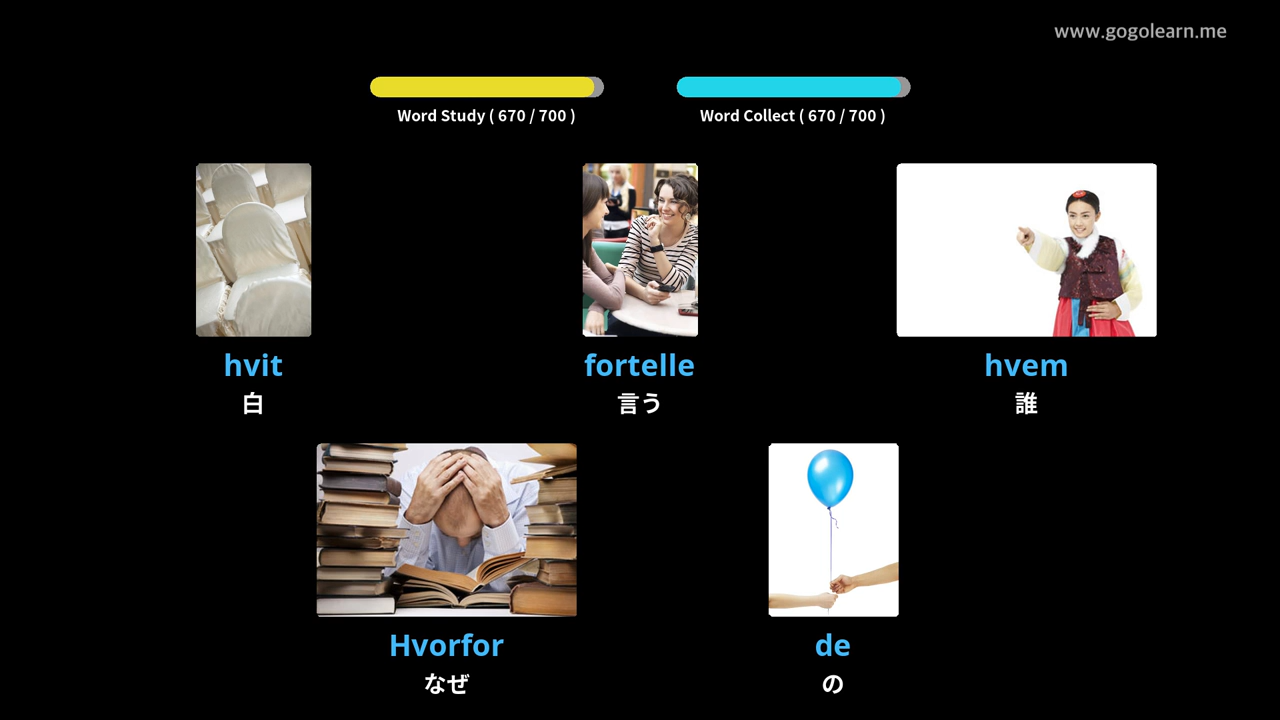 www.gogolearn.me
Word Study ( 670 / 700 )
Word Collect ( 670 / 700 )
hvit
白
fortelle
言う
hvem
誰
Hvorfor
なぜ
de
の